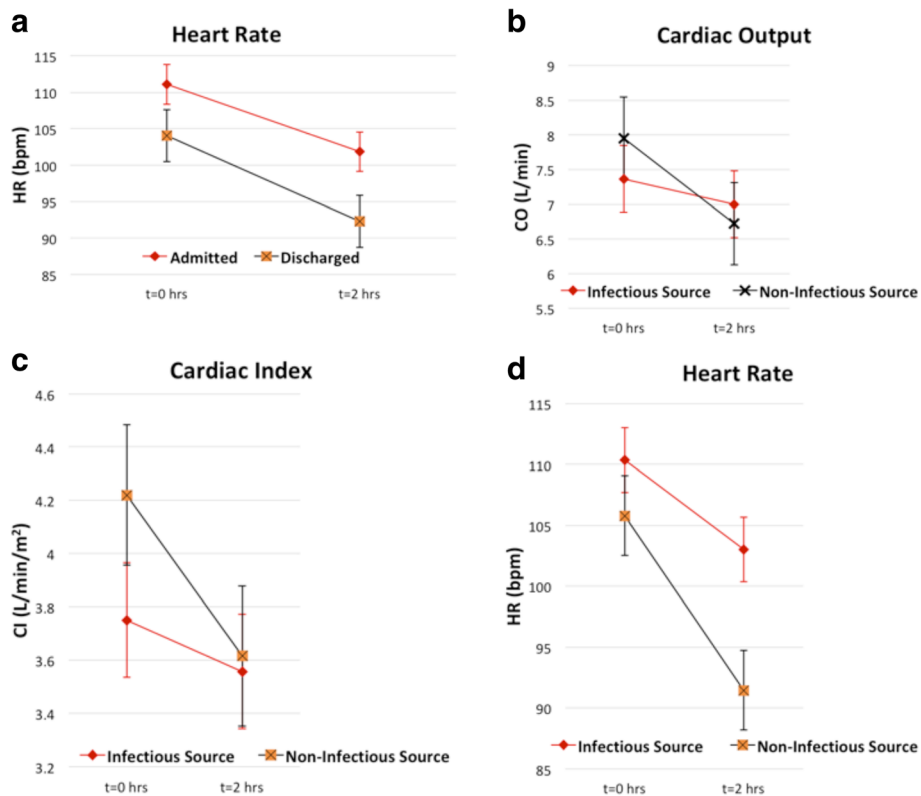 a
Heart Rate
115
110
105
100
95
90
85
HR (bpm)
Admitted Discharged
t=0 hrs t=2 hrs
b
Cardiac Output
9
8.5
8
7.5
7
6.5
6
5.5
CO (L/min)
Infectious Source Non-Infectious Source
t=0 hrs t=2 hrs
c
Cardiac Index
4.6
4.4
4.2
4
3.8
3.6
3.4
3.2
CI (L/min/m²)
Infectious Source Non-Infectious Source
t=0 hrs t=2 hrs
d
Heart Rate
115
110
105
100
95
90
85
HR (bpm)
Infectious Source Non-Infectious Source
t=0 hrs t=2 hrs